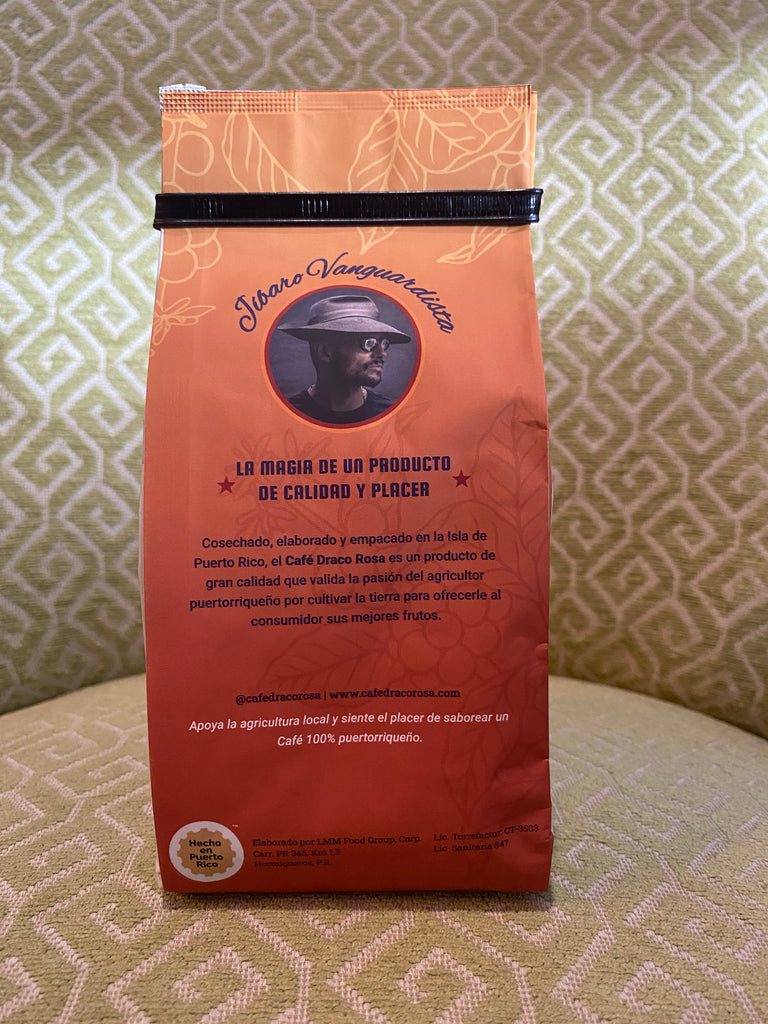 Jíbaro Vanguardista
LA MAGIA DE UN PRODUCTO
DE CALIDAD Y PLACER
Cosechado, elaborado y empacado en la Isla de
Puerto Rico, el Café Draco Rosa es un producto de
gran calidad que valida la pasión del agricultor
puertorriqueño por cultivar la tierra para ofrecerle al
consumidor sus mejores frutos.
@cafedracorosa | www.cafedracorosa.com
Apoya la agricultura local y siente el placer de saborear un
Café 100% puertorriqueño.
Hecho
en
Puerto
Rico
™
Elaborado por LMM Food Group, Corp.
Carr. PR 345, Km 1.5
Hormigueros, P.R.
Lic. Torrefactor: CT-3503
Lic Sanitaria 547